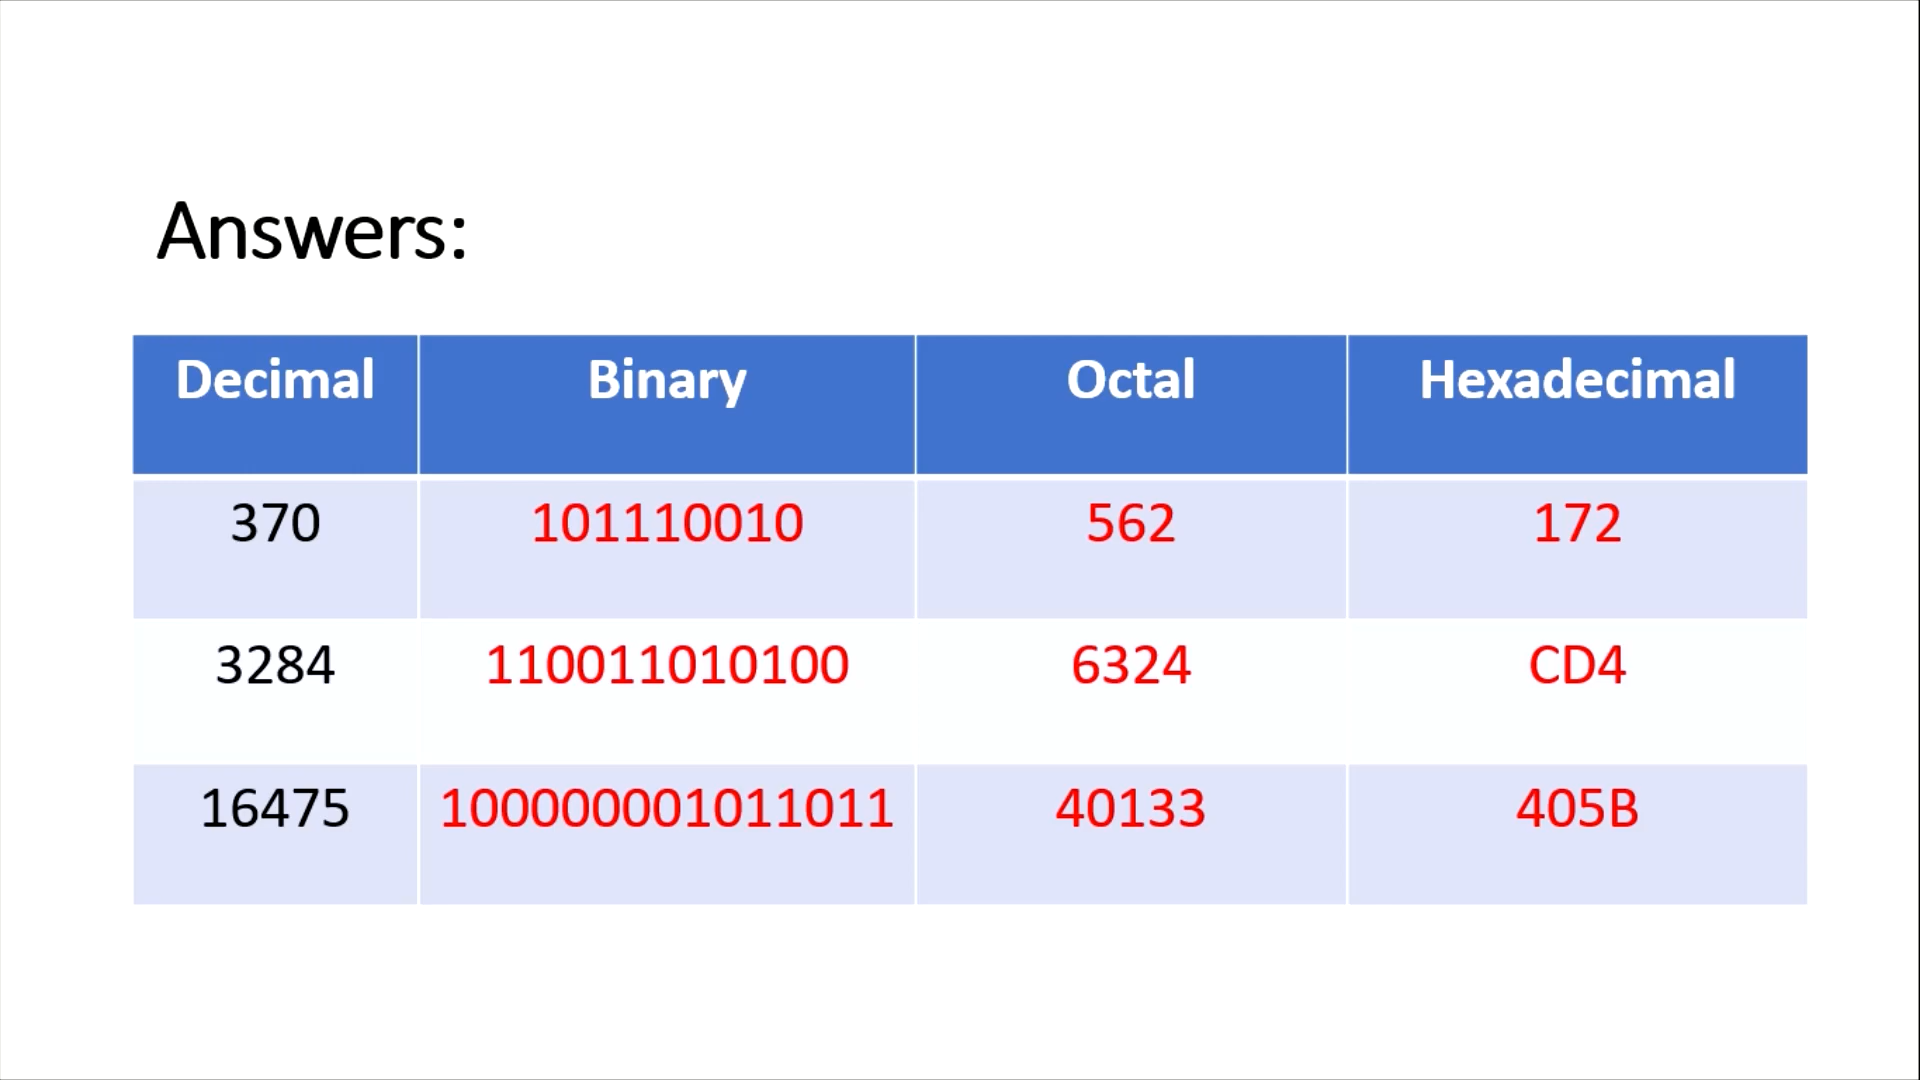 Answers:
Decimal Binary Octal Hexadecimal
370 101110010 562 172
3284 110011010100 6324 CD4
16475 100000001011011 40133 405B